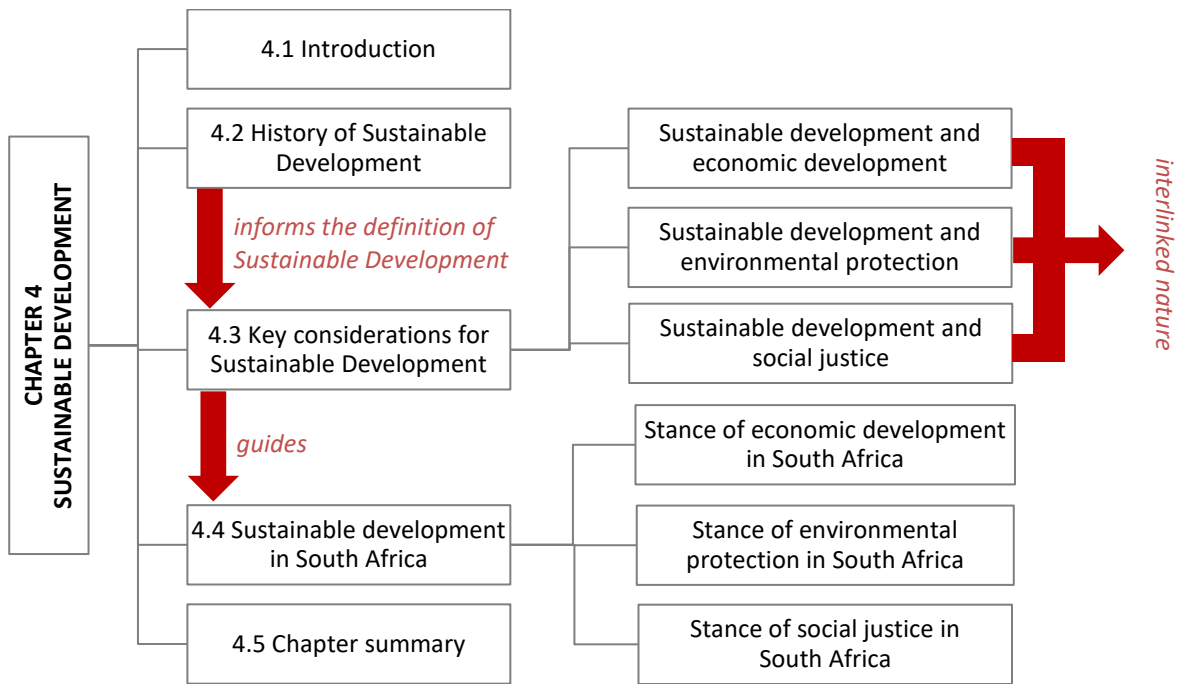 CHAPTER 4
SUSTAINABLE DEVELOPMENT
4.1 Introduction
4.2 History of Sustainable
Development
informs the definition of
Sustainable Development
4.3 Key considerations for
Sustainable Development
guides
4.4 Sustainable development
in South Africa
4.5 Chapter summary
Sustainable development and
economic development
Sustainable development and
environmental protection
Sustainable development and
social justice
interlinked nature
Stance of economic development
in South Africa
Stance of environmental
protection in South Africa
Stance of social justice in
South Africa